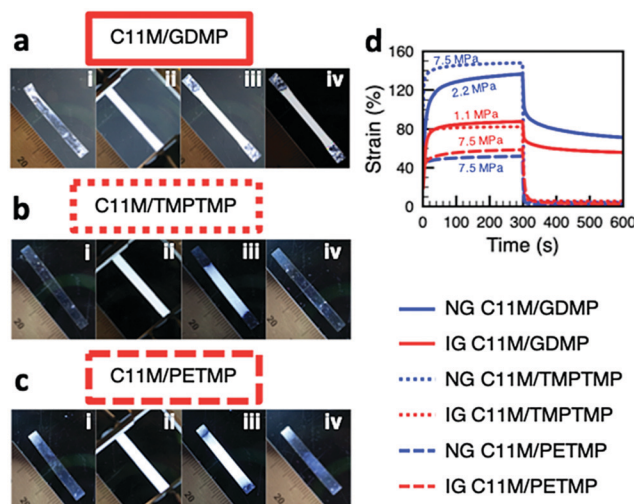 a
C11M/GDMP
i
ii
iii
iv
20
b
C11M/TMPTMP
i
ii
iii
iv
20
c
C11M/PETMP
i
ii
iii
iv
20
d
160
120
80
40
0
Strain (%)
7.5 MPa
2.2 MPa
1.1 MPa
7.5 MPa
7.5 MPa
0 100 200 300 400 500 600
Time (s)
NG C11M/GDMP
IG C11M/GDMP
NG C11M/TMPTMP
IG C11M/TMPTMP
NG C11M/PETMP
IG C11M/PETMP